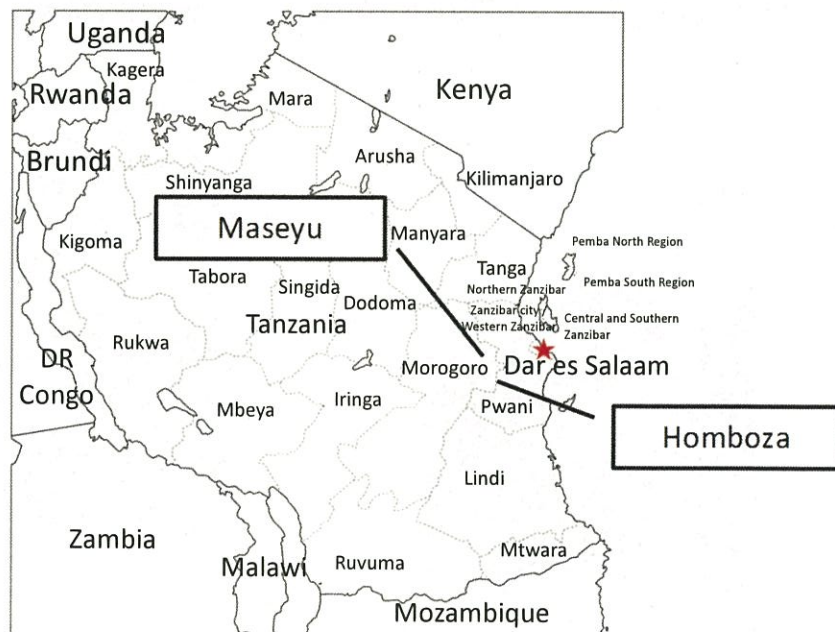 Uganda
Kagera
Rwanda
Mara
Kenya
Brundi
Arusha
Shinyanga
Kilimanjaro
Maseyu
Manyara
Kigoma
Pemba North Region
Tanga
Tabora
Singida
Northern Zanzibar
Pemba South Region
Dodoma
Zanzibar city
Tanzania
Western Zanzibar
Central and Southern
Zanzibar
Rukwa
DR
Congo
Morogoro
Dar es Salaam
Mbeya
Iringa
Pwani
Homboza
Lindi
Zambia
Malawi
Ruvuma
Mtwara
Mozambique